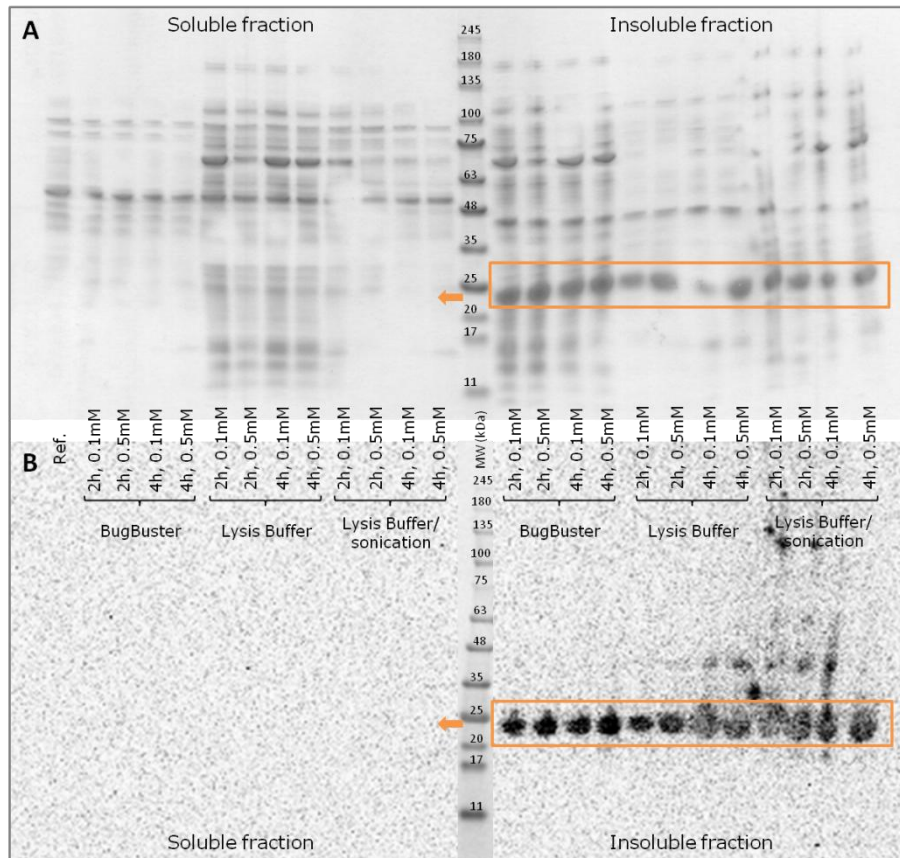 A
Soluble fraction
Insoluble fraction
245
180
135
100
75
63
48
35
25
20
17
11
Ref.
2h, 0.1mM
2h, 0.5mM
4h, 0.1mM
4h, 0.5mM
2h, 0.1mM
2h, 0.5mM
4h, 0.1mM
4h, 0.5mM
2h, 0.1mM
2h, 0.5mM
4h, 0.1mM
4h, 0.5mM
MW (kDa)
2h, 0.1mM
2h, 0.5mM
4h, 0.1mM
4h, 0.5mM
2h, 0.1mM
2h, 0.5mM
4h, 0.1mM
4h, 0.5mM
2h, 0.1mM
2h, 0.5mM
4h, 0.1mM
4h, 0.5mM
B
BugBuster
Lysis Buffer
Lysis Buffer/
sonication
BugBuster
Lysis Buffer
Lysis Buffer/
sonication
245
180
135
100
75
63
48
35
25
20
17
11
Soluble fraction
Insoluble fraction